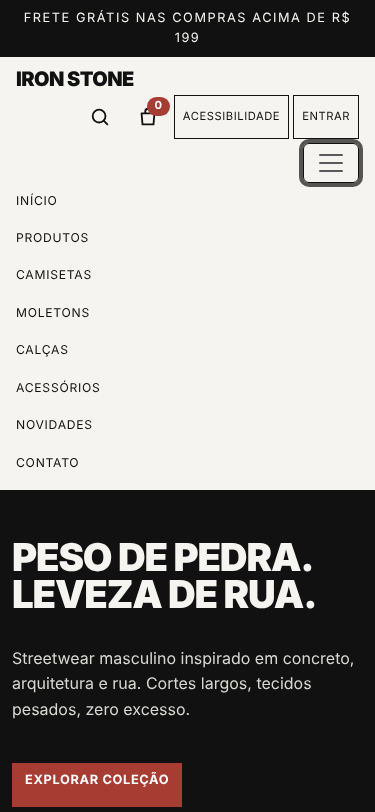 FRETE GRÁTIS NAS COMPRAS ACIMA DE R$
199
IRON STONE
0
ACESSIBILIDADE
ENTRAR
INÍCIO
PRODUTOS
CAMISETAS
MOLETONS
CALÇAS
ACESSÓRIOS
NOVIDADES
CONTATO
PESO DE PEDRA.
LEVEZA DE RUA.
Streetwear masculino inspirado em concreto,
arquitetura e rua. Cortes largos, tecidos
pesados, zero excesso.
EXPLORAR COLEÇÃO